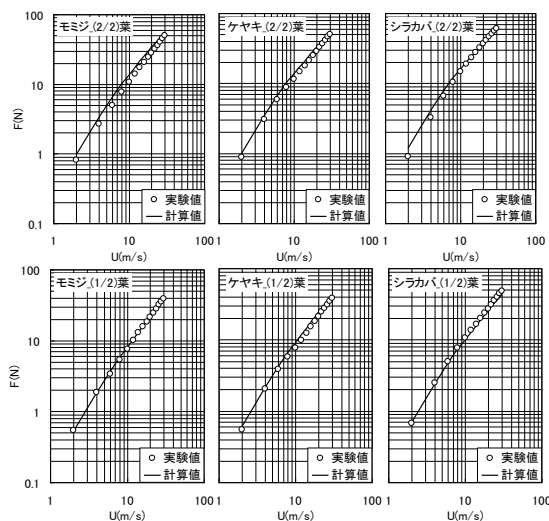 モミジ_(2/2)葉
ケヤキ_(2/2)葉
シラカバ_(2/2)葉
100
10
1
0.1
F(N)
実験値
計算値
実験値
計算値
実験値
計算値
1 10 100
1 10 100
1 10 100
U(m/s)
U(m/s)
U(m/s)
モミジ_(1/2)葉
ケヤキ_(1/2)葉
シラカバ_(1/2)葉
100
10
1
0.1
F(N)
実験値
計算値
実験値
計算値
実験値
計算値
1 10 100
1 10 100
1 10 100
U(m/s)
U(m/s)
U(m/s)